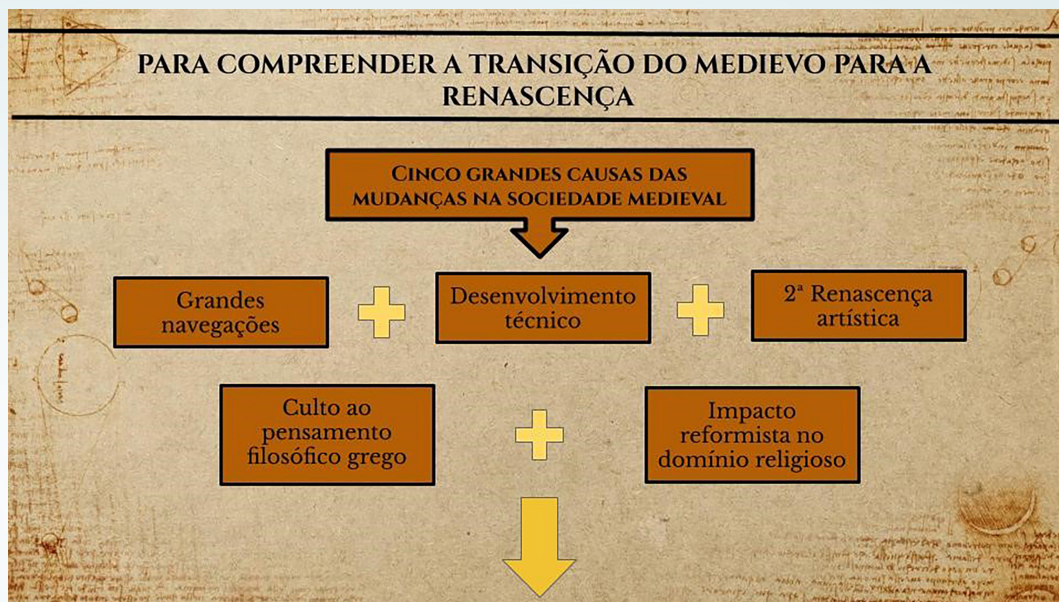 PARA COMPREENDER A TRANSIÇÃO DO MEDIEVO PARA A
RENASCENÇA
CINCO GRANDES CAUSAS DAS
MUDANÇAS NA SOCIEDADE MEDIEVAL
Grandes
navegações
Desenvolvimento
técnico
2ª Renascença
artística
Culto ao
pensamento
filosófico grego
Impacto
reformista no
domínio religioso